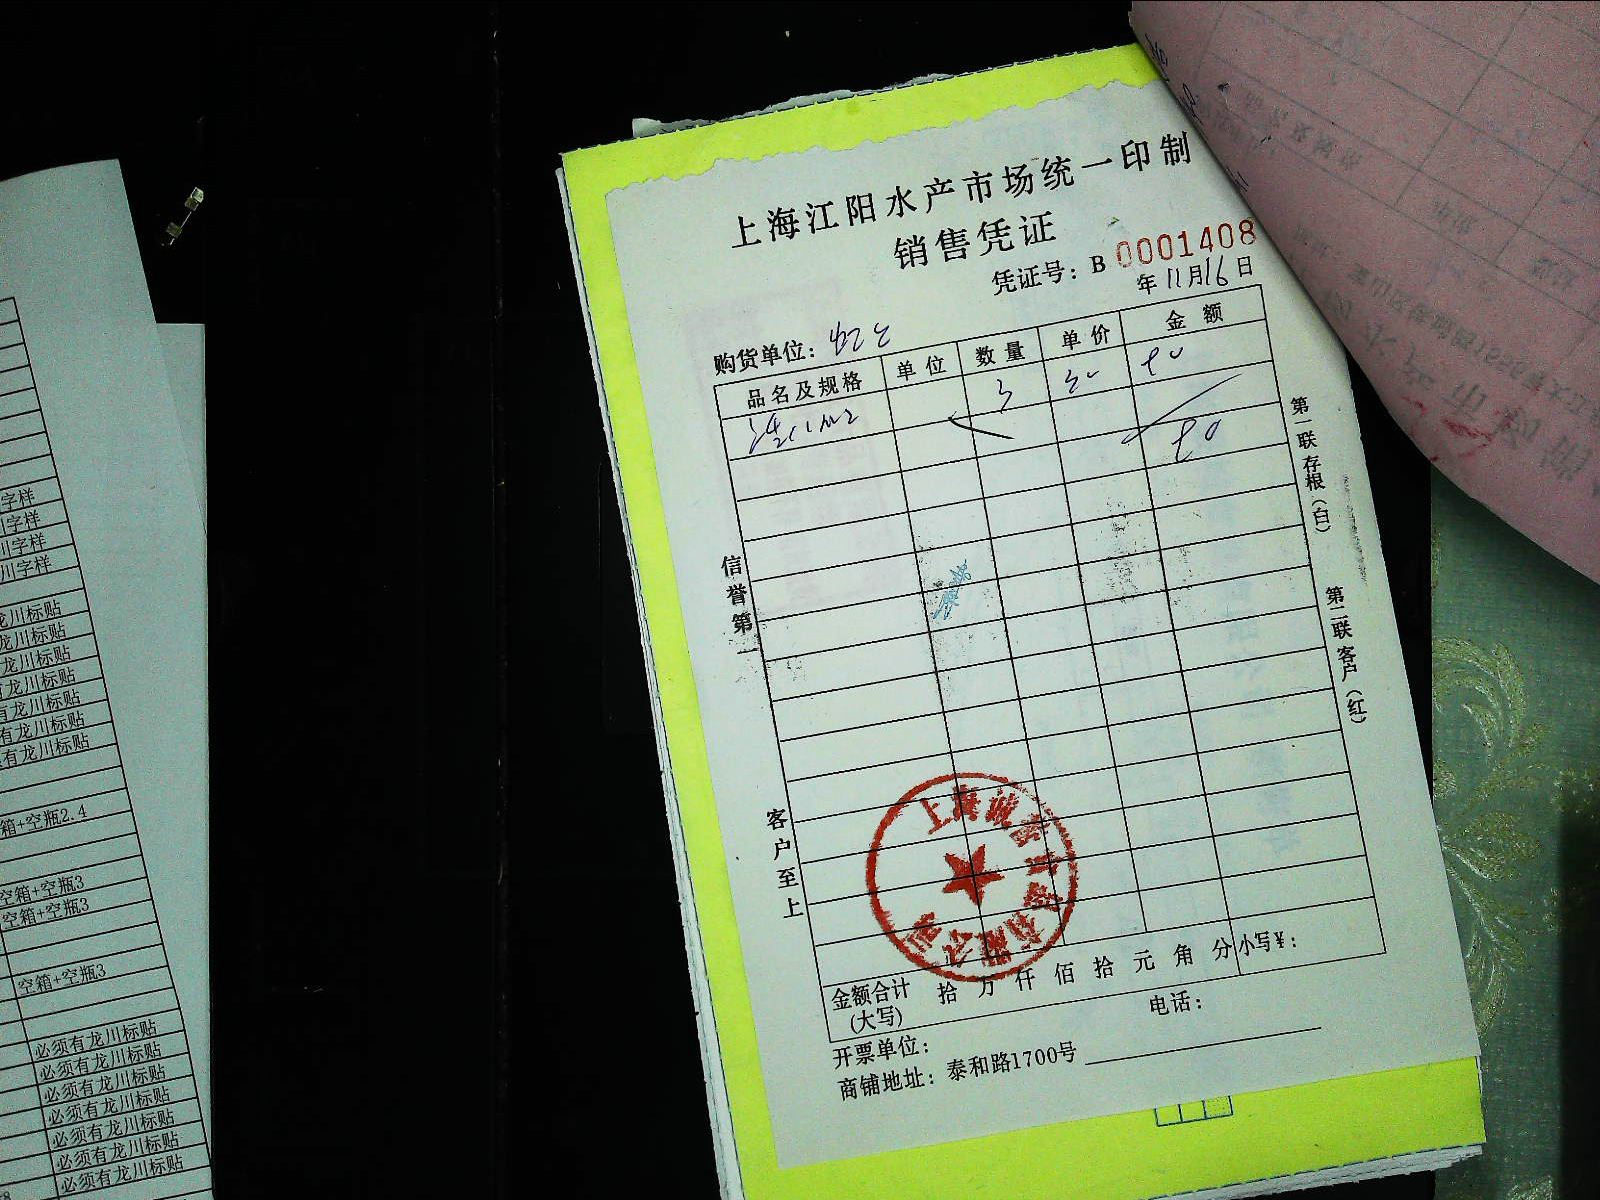 上海江阳水产市场统一印制
销售凭证
凭证号：B 0001408
年11月16日
购货单位：
品名及规格 单位 数量 单价 金额
3
80
信誉第一
客户至上
第一联存根（白）
第二联客户（红）
上海 有限公司
金额合计(大写) 拾 万 仟 佰 拾 元 角 分 小写¥：
开票单位： 电话：
商铺地址：泰和路1700号
字样
川字样
川字样
川字样
龙川标贴
龙川标贴
龙川标贴
有龙川标贴
有龙川标贴
有龙川标贴
有龙川标贴
箱+空瓶2.4
空箱+空瓶3
空箱+空瓶3
空箱+空瓶3
必须有龙川标贴
必须有龙川标贴
必须有龙川标贴
必须有龙川标贴
必须有龙川标贴
必须有龙川标贴
必须有龙川标贴